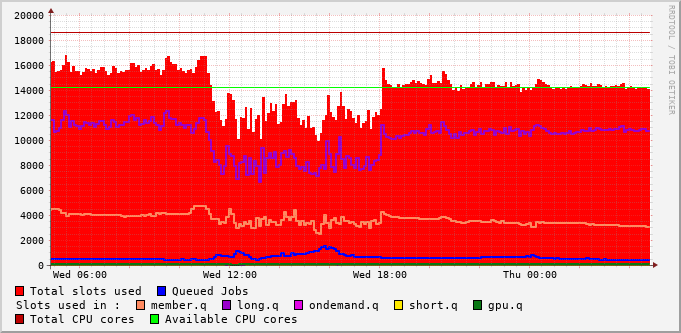 20000
18000
16000
14000
12000
10000
8000
6000
4000
2000
0
Wed 06:00 Wed 12:00 Wed 18:00 Thu 00:00
RRDTOOL / TOBI OETIKER
Total slots used Queued Jobs
Slots used in : member.q long.q ondemand.q short.q gpu.q
Total CPU cores Available CPU cores